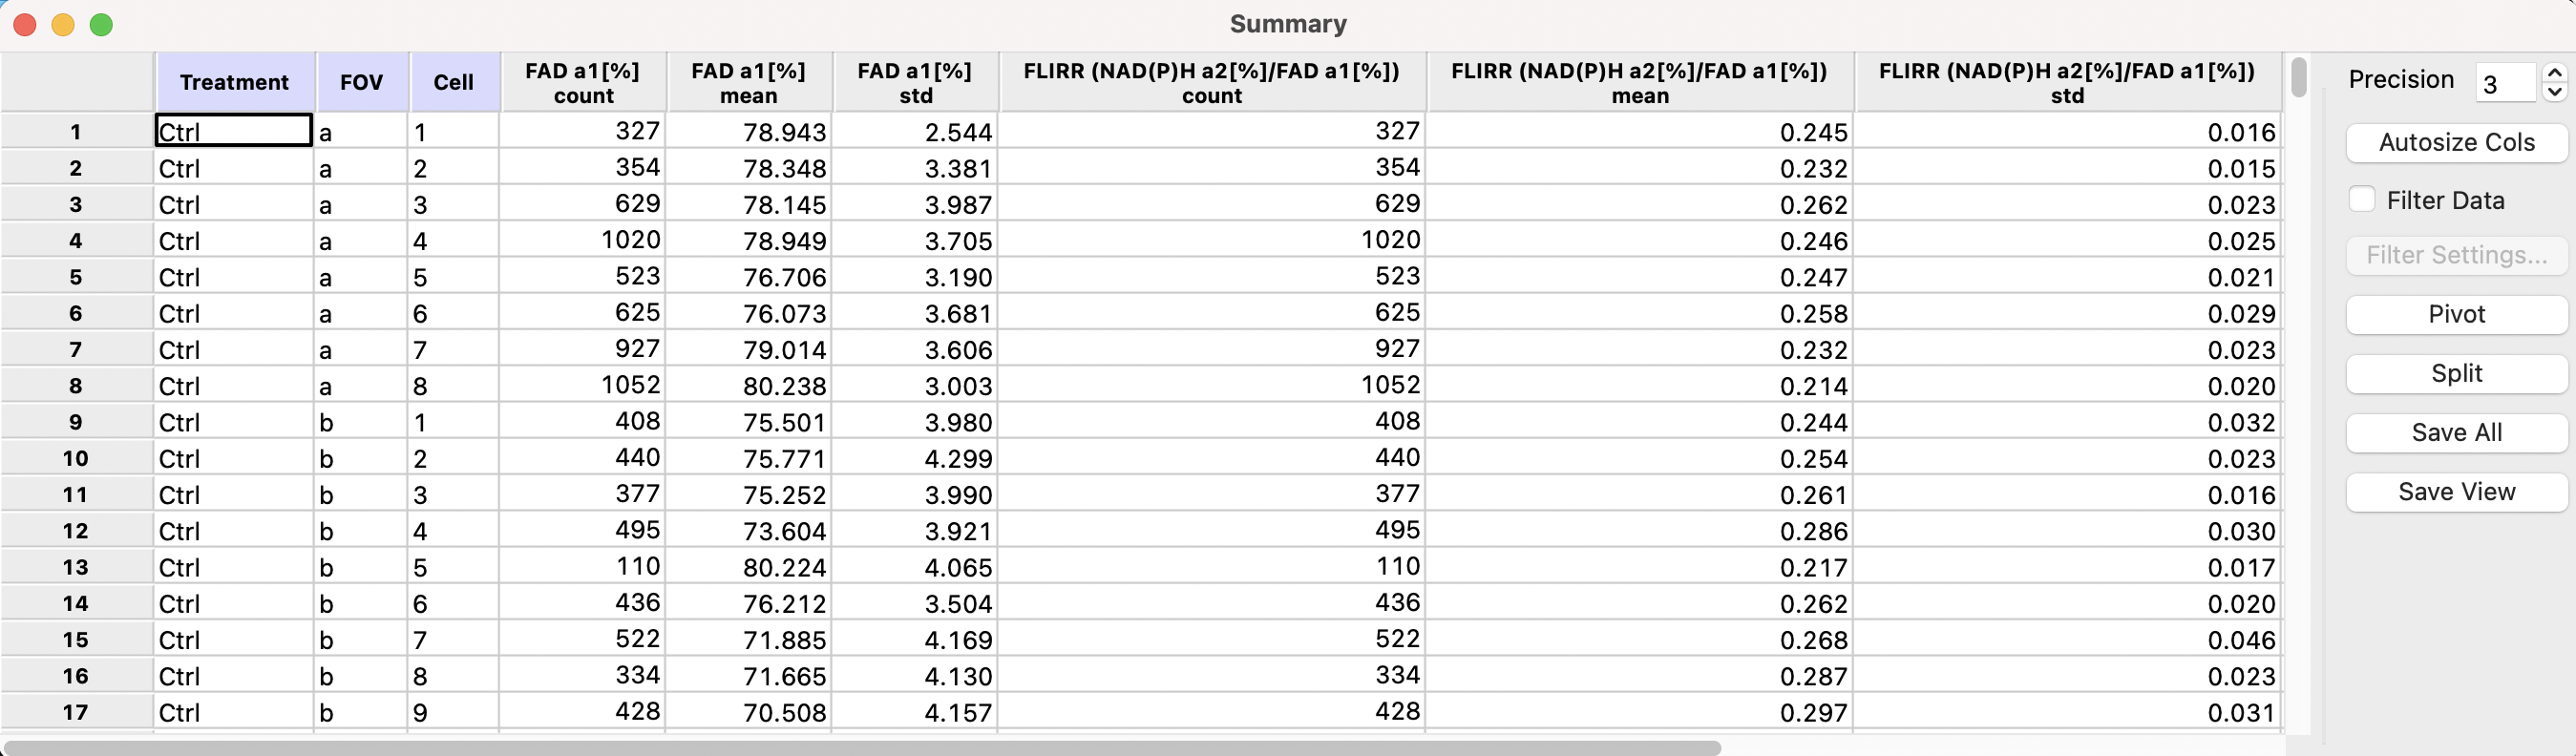 Summary
Treatment FOV Cell FAD a1[%] count FAD a1[%] mean FAD a1[%] std FLIRR (NAD(P)H a2[%]/FAD a1[%]) count FLIRR (NAD(P)H a2[%]/FAD a1[%]) mean FLIRR (NAD(P)H a2[%]/FAD a1[%]) std
1 Ctrl a 1 327 78.943 2.544 327 0.245 0.016
2 Ctrl a 2 354 78.348 3.381 354 0.232 0.015
3 Ctrl a 3 629 78.145 3.987 629 0.262 0.023
4 Ctrl a 4 1020 78.949 3.705 1020 0.246 0.025
5 Ctrl a 5 523 76.706 3.190 523 0.247 0.021
6 Ctrl a 6 625 76.073 3.681 625 0.258 0.029
7 Ctrl a 7 927 79.014 3.606 927 0.232 0.023
8 Ctrl a 8 1052 80.238 3.003 1052 0.214 0.020
9 Ctrl b 1 408 75.501 3.980 408 0.244 0.032
10 Ctrl b 2 440 75.771 4.299 440 0.254 0.023
11 Ctrl b 3 377 75.252 3.990 377 0.261 0.016
12 Ctrl b 4 495 73.604 3.921 495 0.286 0.030
13 Ctrl b 5 110 80.224 4.065 110 0.217 0.017
14 Ctrl b 6 436 76.212 3.504 436 0.262 0.020
15 Ctrl b 7 522 71.885 4.169 522 0.268 0.046
16 Ctrl b 8 334 71.665 4.130 334 0.287 0.023
17 Ctrl b 9 428 70.508 4.157 428 0.297 0.031
Precision 3
Autosize Cols
Filter Data
Filter Settings...
Pivot
Split
Save All
Save View